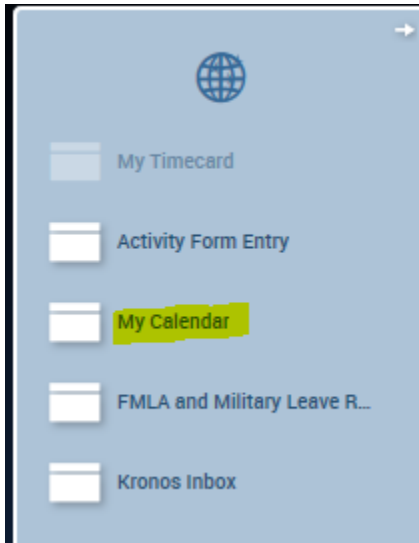 My Timecard
Activity Form Entry
My Calendar
FMLA and Military Leave R...
Kronos Inbox